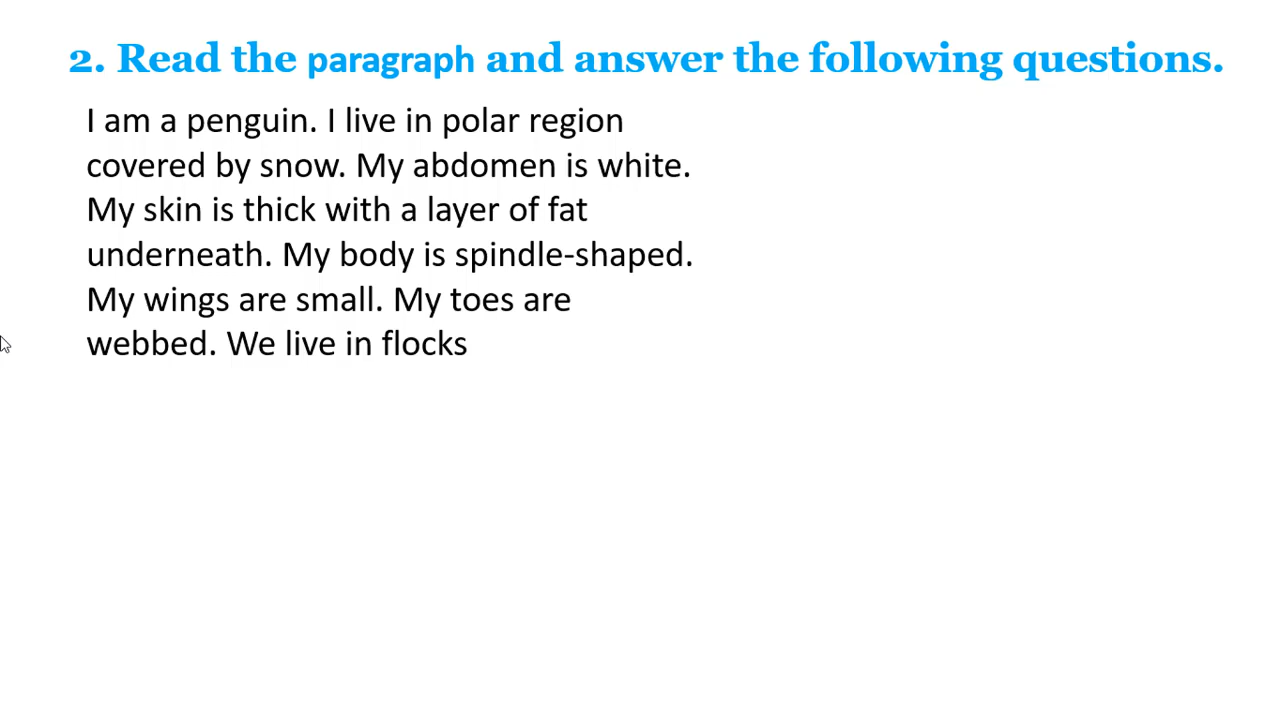 2. Read the paragraph and answer the following questions.
I am a penguin. I live in polar region
covered by snow. My abdomen is white.
My skin is thick with a layer of fat
underneath. My body is spindle-shaped.
My wings are small. My toes are
webbed. We live in flocks